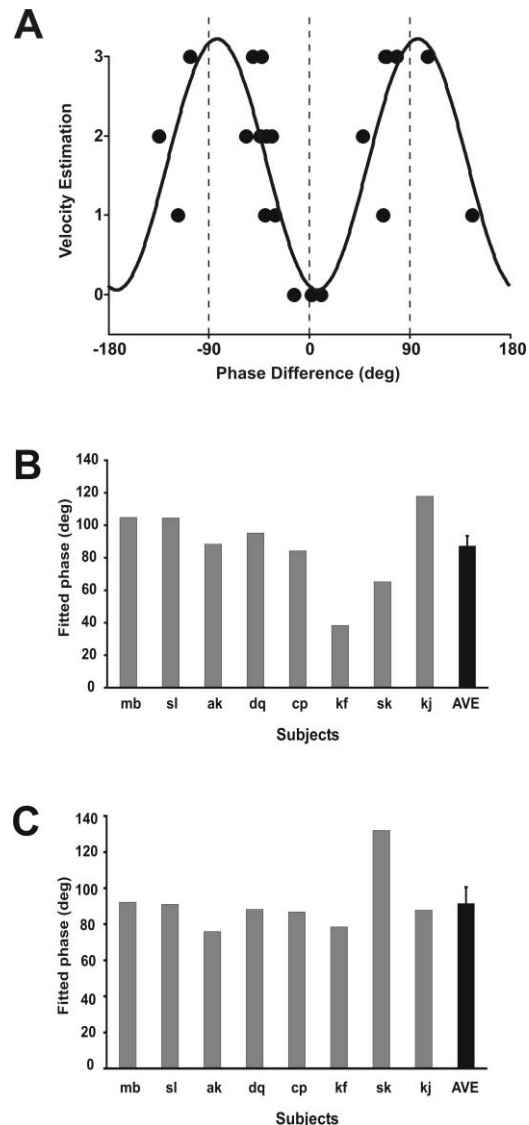 A
Velocity Estimation
3
2
1
0
-180 -90 0 90 180
Phase Difference (deg)
B
Fitted phase (deg)
140
120
100
80
60
40
20
0
mb sl ak dq cp kf sk kj AVE
Subjects
C
Fitted phase (deg)
140
120
100
80
60
40
20
0
mb sl ak dq cp kf sk kj AVE
Subjects